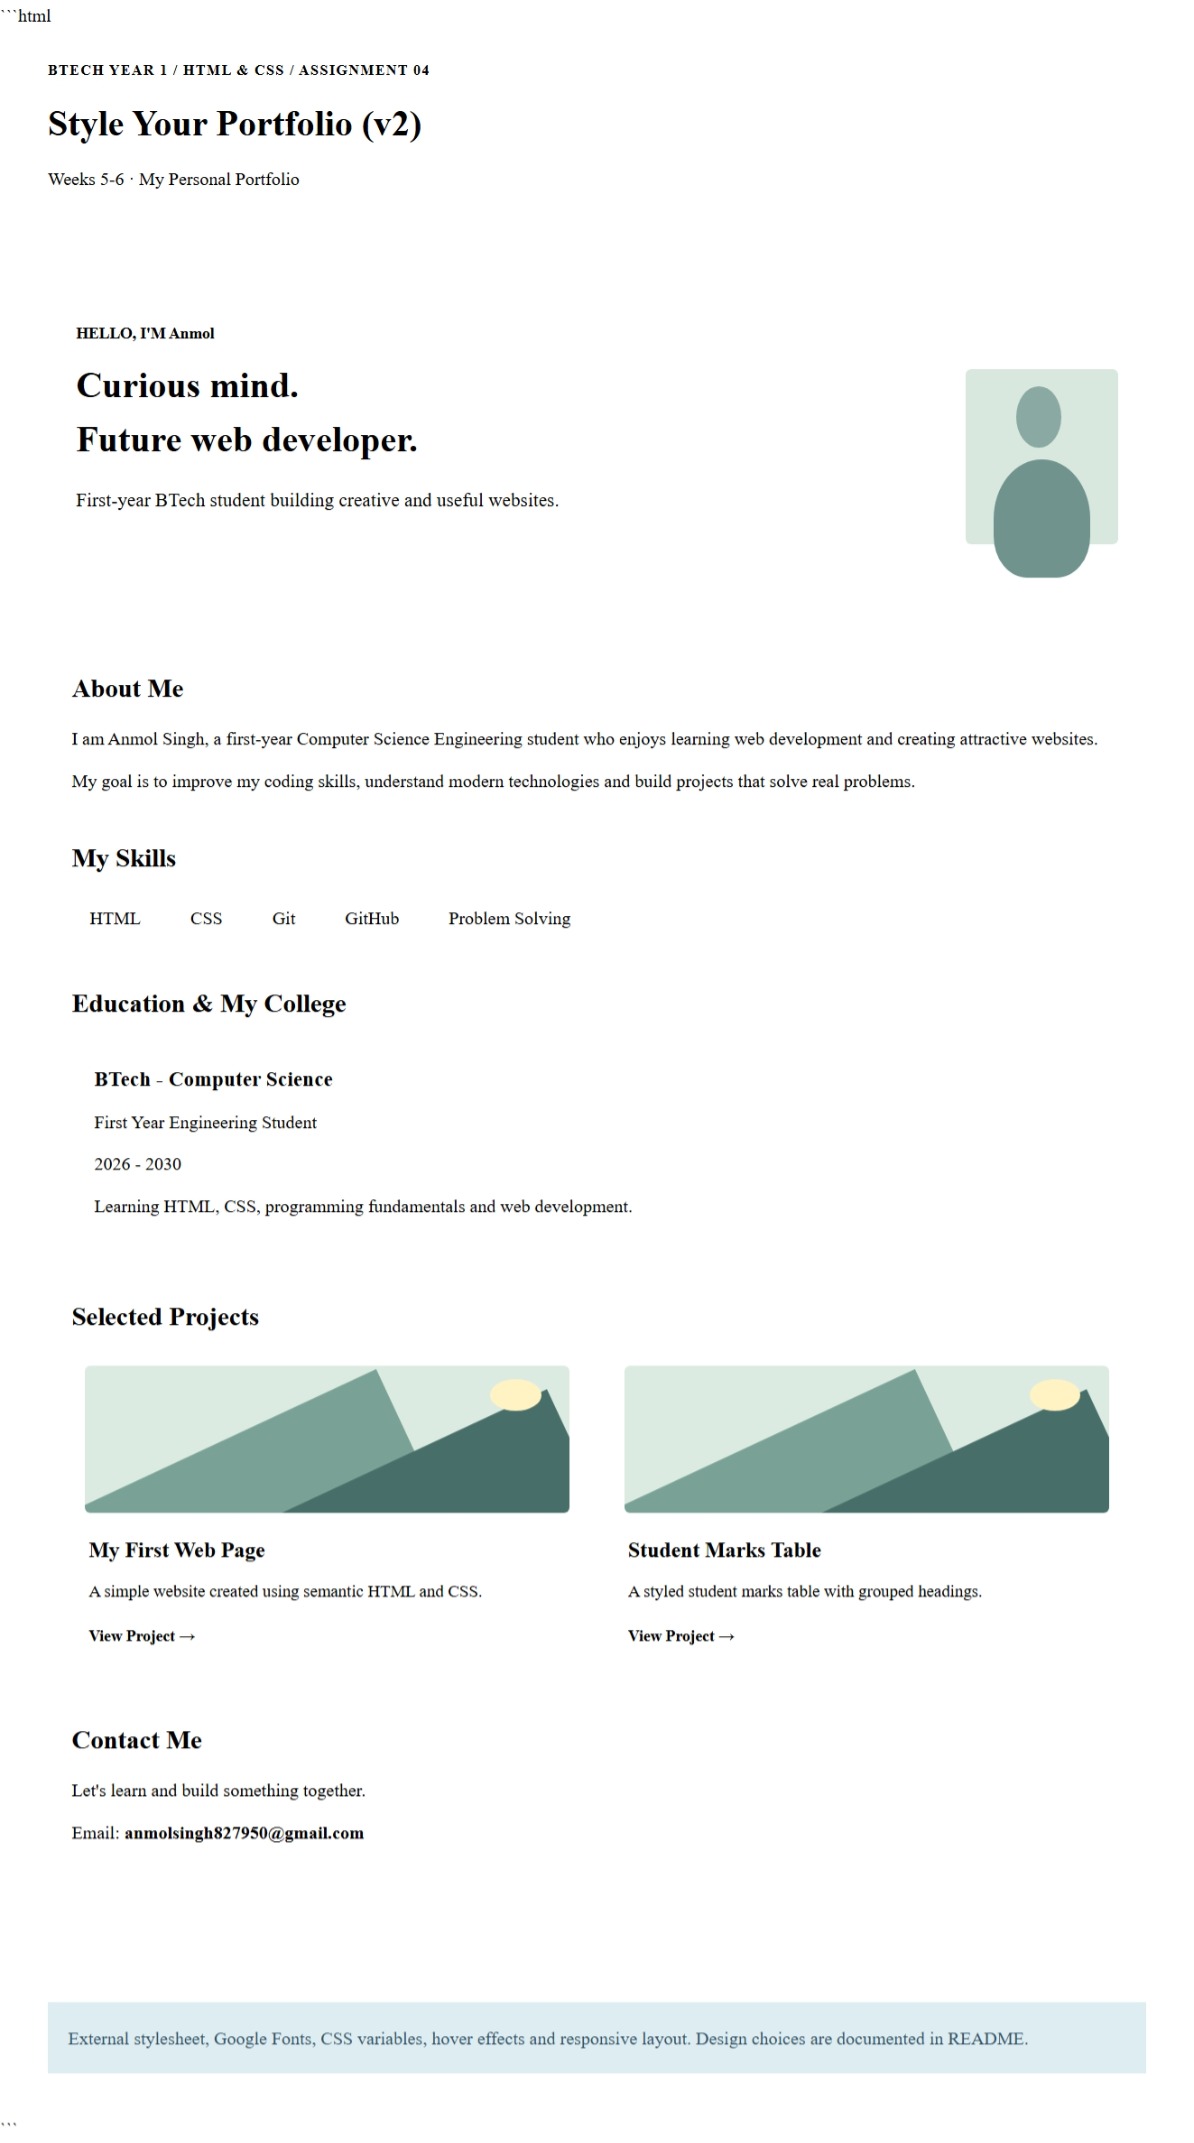 ```html
BTECH YEAR 1 / HTML & CSS / ASSIGNMENT 04
Style Your Portfolio (v2)
Weeks 5-6 · My Personal Portfolio
HELLO, I'M Anmol
Curious mind.
Future web developer.
First-year BTech student building creative and useful websites.
About Me
I am Anmol Singh, a first-year Computer Science Engineering student who enjoys learning web development and creating attractive websites.
My goal is to improve my coding skills, understand modern technologies and build projects that solve real problems.
My Skills
HTML CSS Git GitHub Problem Solving
Education & My College
BTech - Computer Science
First Year Engineering Student
2026 - 2030
Learning HTML, CSS, programming fundamentals and web development.
Selected Projects
My First Web Page
A simple website created using semantic HTML and CSS.
View Project →
Student Marks Table
A styled student marks table with grouped headings.
View Project →
Contact Me
Let's learn and build something together.
Email: anmolsingh827950@gmail.com
External stylesheet, Google Fonts, CSS variables, hover effects and responsive layout. Design choices are documented in README.
```